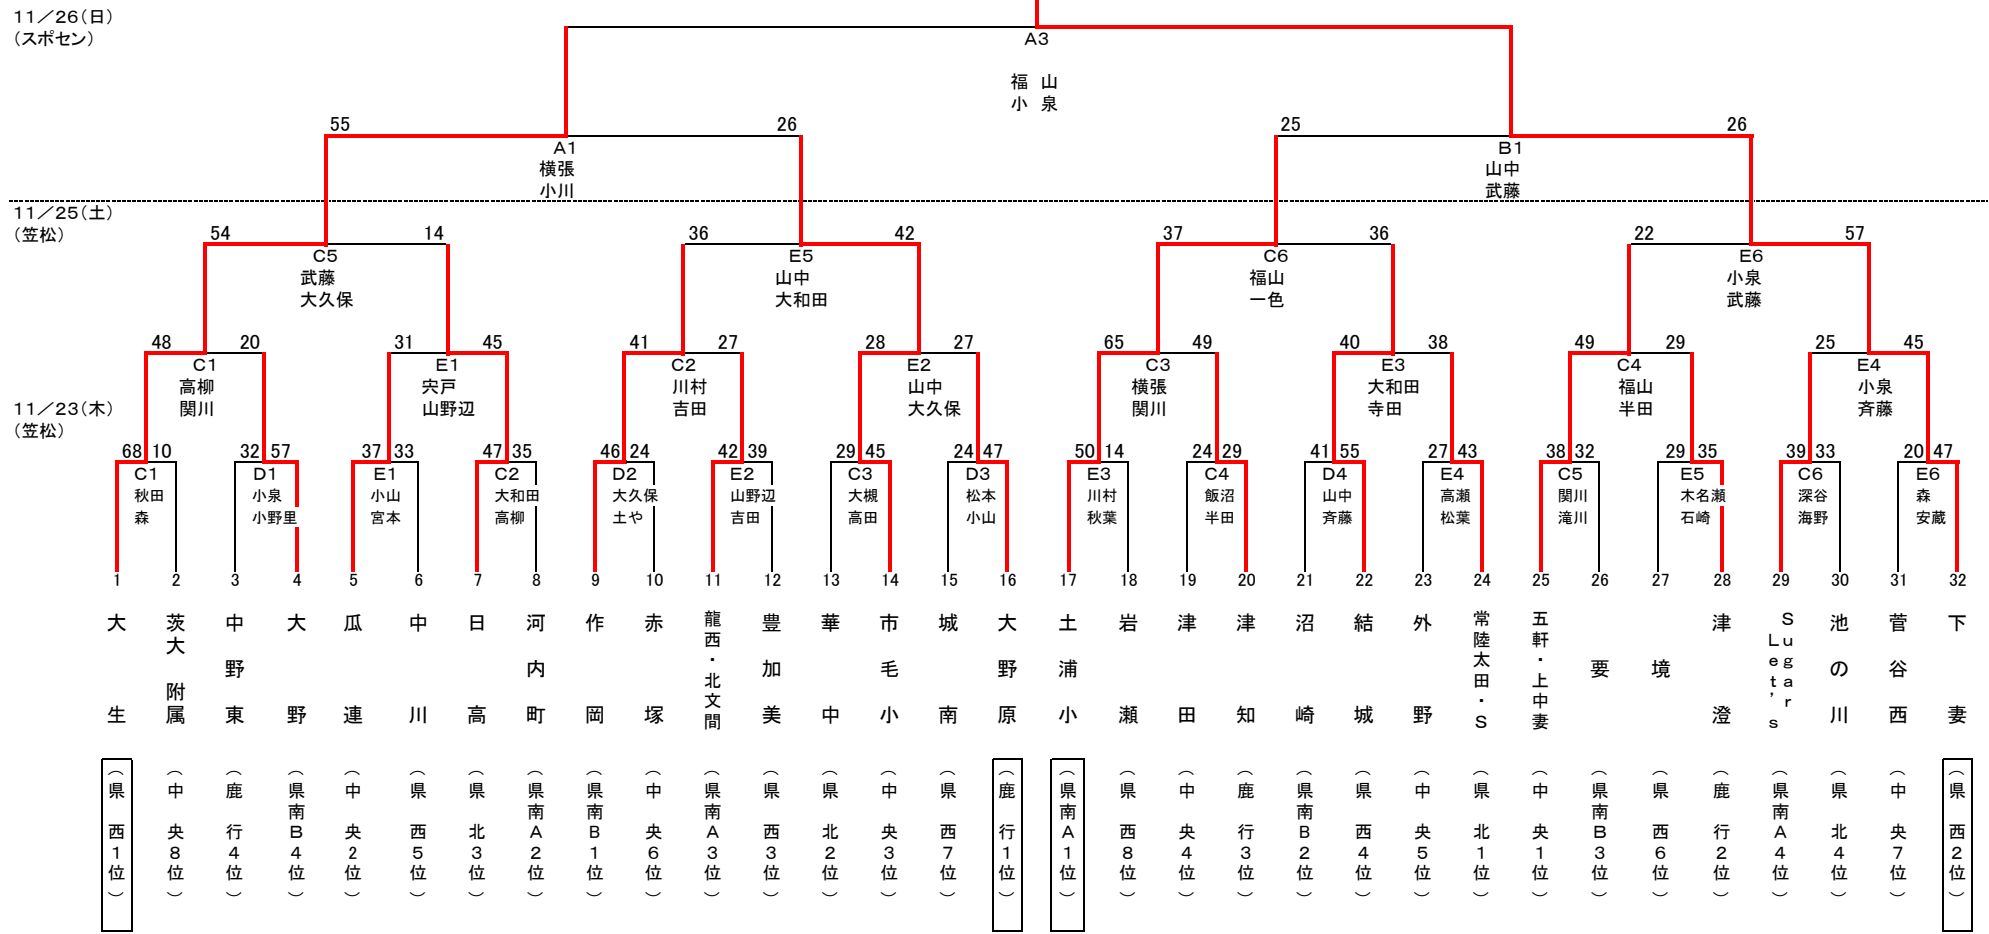 11／26(日)
(スポセン)
A3
福 山
小 泉
55 26 25 26
A1 B1
横張 山中
小川 武藤
11／25(土)
(笠松)
54 14 36 42 37 36 22 57
C5 E5 C6 E6
武藤 山中 福山 小泉
大久保 大和田 一色 武藤
48 20 31 45 41 27 28 27 65 49 40 38 49 29 25 45
C1 E1 C2 E2 C3 E3 C4 E4
高柳 宍戸 川村 山中 横張 大和田 福山 小泉
関川 山野辺 吉田 大久保 関川 寺田 半田 斉藤
11／23(木)
(笠松)
68 10 32 57 37 33 47 35 46 24 42 39 29 45 24 47 50 14 24 29 41 55 27 43 38 32 29 35 39 33 20 47
C1 D1 E1 C2 D2 E2 C3 D3 E3 C4 D4 E4 C5 E5 C6 E6
秋田 小泉 小山 大和田 大久保 山野辺 大槻 松本 川村 飯沼 山中 高瀬 関川 木名瀬 深谷 森
森 小野里 宮本 高柳 土や 吉田 高田 小山 秋葉 半田 斉藤 松葉 滝川 石崎 海野 安蔵
1 2 3 4 5 6 7 8 9 10 11 12 13 14 15 16 17 18 19 20 21 22 23 24 25 26 27 28 29 30 31 32
大生
茨大附属
中野東
大野
瓜連
中川
日高
河内町
作岡
赤塚
龍西・北文間
豊加美
華中
市毛小
城南
大野原
土浦小
岩瀬
津田
津知
沼崎
結城
外野
常陸太田・S
五軒・上中妻
要
境
津澄
Sugar
Let's
池の川
菅谷西
下妻
(県西1位)
(中央8位)
(鹿行4位)
(県南B4位)
(中央2位)
(県西5位)
(県北3位)
(県南A2位)
(県南B1位)
(中央6位)
(県南A3位)
(県西3位)
(県北2位)
(中央3位)
(県西7位)
(鹿行1位)
(県南A1位)
(県西8位)
(中央4位)
(鹿行3位)
(県南B2位)
(県西4位)
(中央5位)
(県北1位)
(中央1位)
(県南B3位)
(県西6位)
(鹿行2位)
(県南A4位)
(県北4位)
(中央7位)
(県西2位)